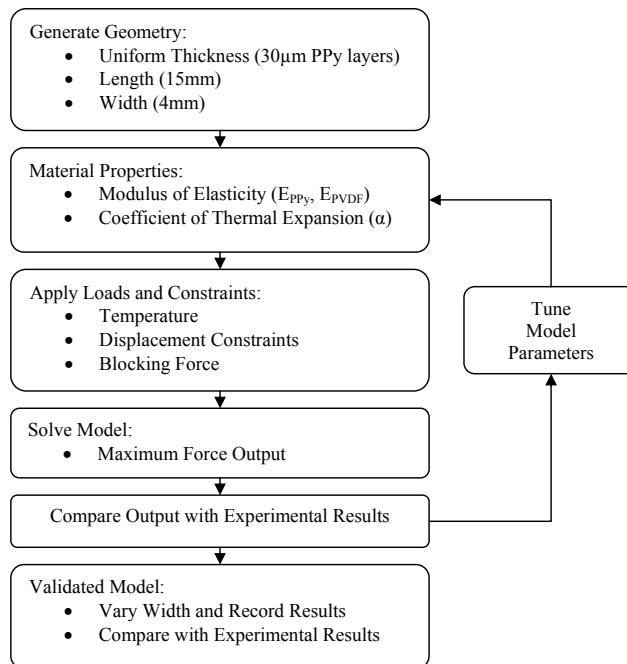 Generate Geometry:
• Uniform Thickness (30µm PPy layers)
• Length (15mm)
• Width (4mm)
Material Properties:
• Modulus of Elasticity (EPPy, EPVDF)
• Coefficient of Thermal Expansion (α)
Apply Loads and Constraints:
• Temperature
• Displacement Constraints
• Blocking Force
Tune
Model
Parameters
Solve Model:
• Maximum Force Output
Compare Output with Experimental Results
Validated Model:
• Vary Width and Record Results
• Compare with Experimental Results